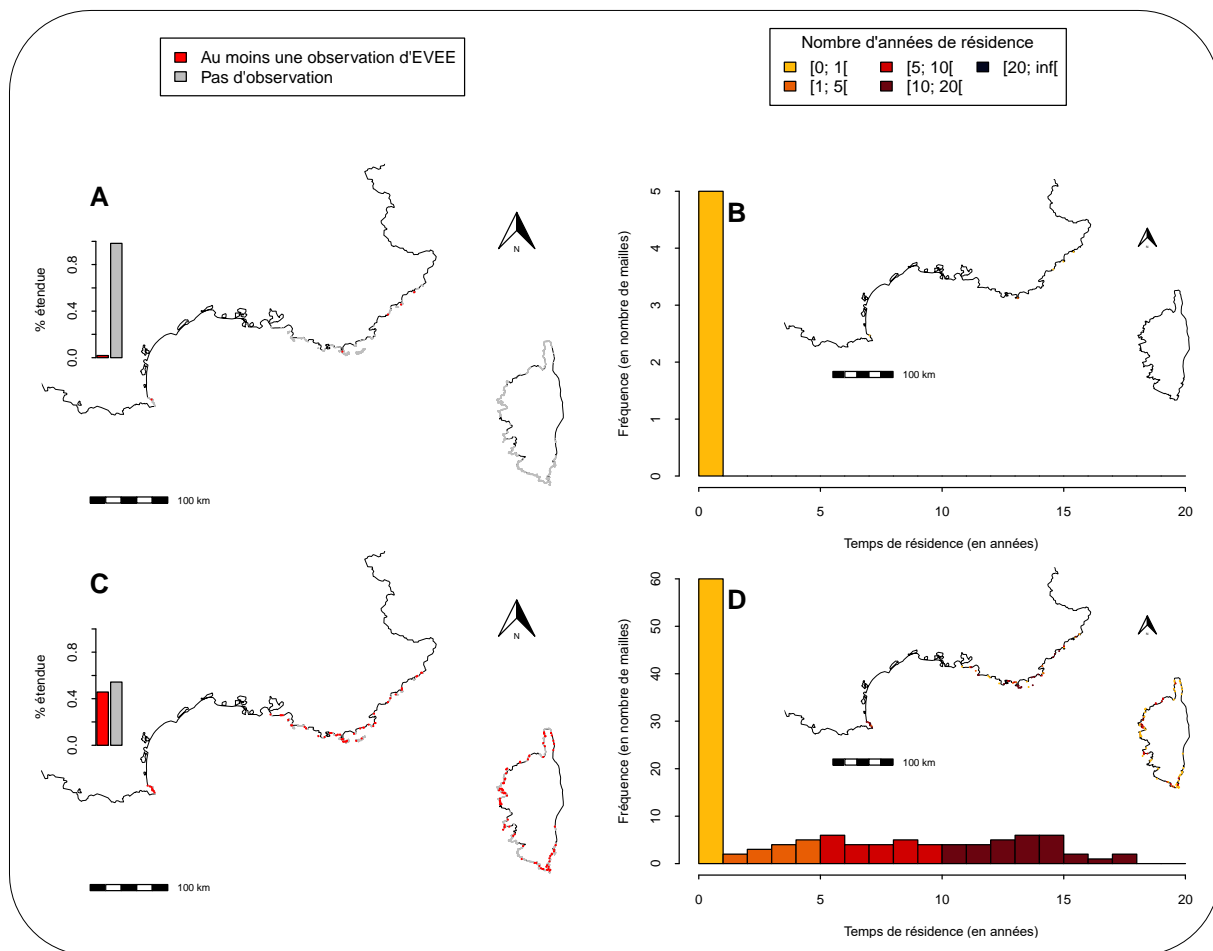 Au moins une observation d'EVEE
Pas d'observation
Nombre d'années de résidence
[0; 1[
[5; 10[
[20; inf[
[1; 5[
[10; 20[
A
% étendue
0.0
0.4
0.8
N
100 km
B
Fréquence (en nombre de mailles)
0
1
2
3
4
5
100 km
0
5
10
15
20
Temps de résidence (en années)
C
% étendue
0.0
0.4
0.8
N
100 km
D
Fréquence (en nombre de mailles)
0
10
20
30
40
50
60
100 km
0
5
10
15
20
Temps de résidence (en années)